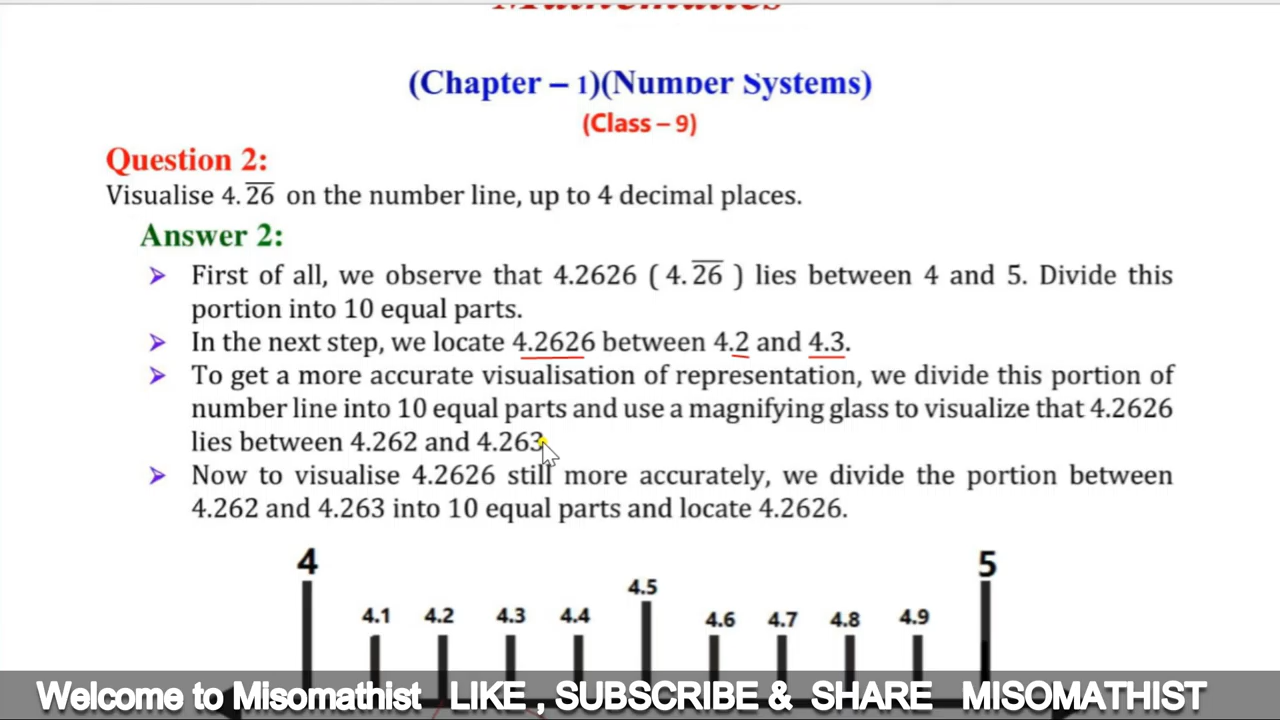 Mathematics
(Chapter – 1)(Number Systems)
(Class – 9)
Question 2:
Visualise 4.2̅6̅ on the number line, up to 4 decimal places.
Answer 2:
➢ First of all, we observe that 4.2626 ( 4.2̅6̅ ) lies between 4 and 5. Divide this
portion into 10 equal parts.
➢ In the next step, we locate 4.2626 between 4.2 and 4.3.
➢ To get a more accurate visualisation of representation, we divide this portion of
number line into 10 equal parts and use a magnifying glass to visualize that 4.2626
lies between 4.262 and 4.263
➢ Now to visualise 4.2626 still more accurately, we divide the portion between
4.262 and 4.263 into 10 equal parts and locate 4.2626.
4 4.1 4.2 4.3 4.4 4.5 4.6 4.7 4.8 4.9 5
Welcome to Misomathist LIKE , SUBSCRIBE & SHARE MISOMATHIST